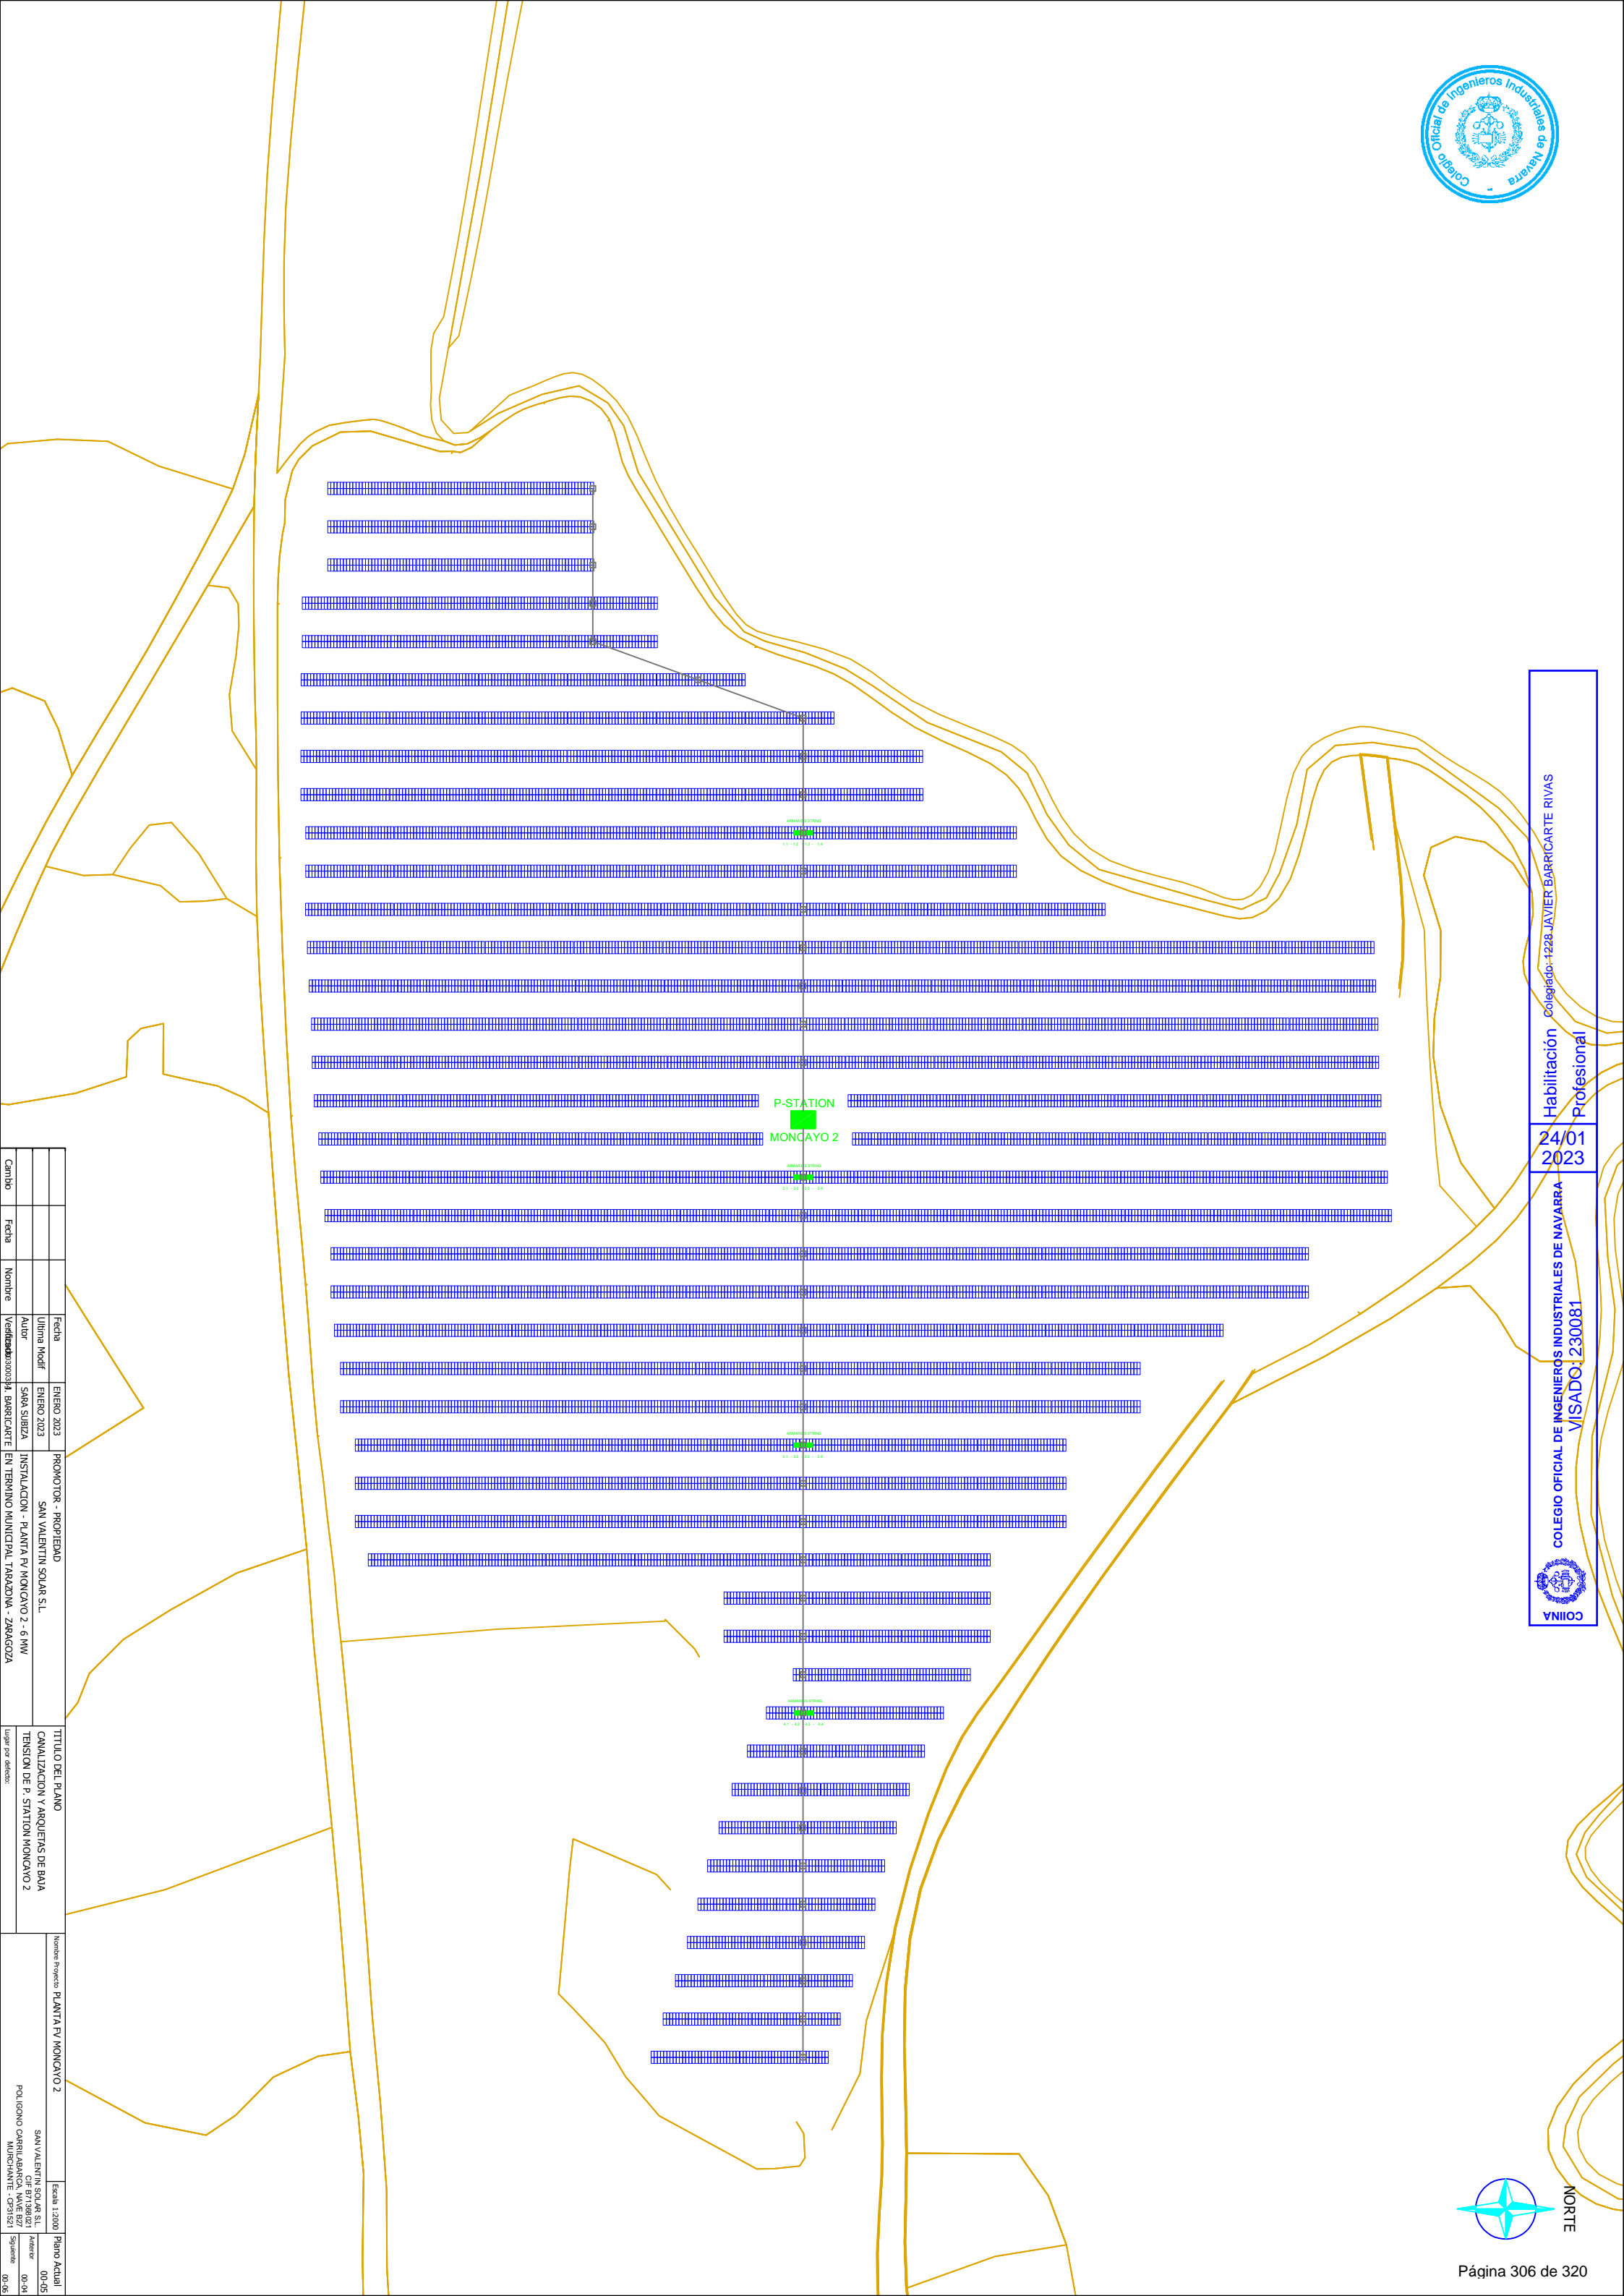 Colegio Oficial de Ingenieros Industriales de Navarra
P-STATION
MONCAYO 2
Habilitación Colegiado: 1228 JAVIER BARRICARTE RIVAS
Profesional
24/01
2023
COLEGIO OFICIAL DE INGENIEROS INDUSTRIALES DE NAVARRA
VISADO: 230081
COIINA
NORTE
Página 306 de 320
Cambio
Fecha
Nombre
Fecha ENERO 2023
Ultima Modif ENERO 2023
Autor SARA SUBIZA
J. BARRICARTE
PROMOTOR - PROPIEDAD
SAN VALENTIN SOLAR S.L.
INSTALACION - PLANTA FV MONCAYO 2 - 6 MW
EN TERMINO MUNICIPAL TARAZONA - ZARAGOZA
TITULO DEL PLANO
CANALIZACION Y ARQUETAS DE BAJA
TENSION DE P. STATION MONCAYO 2
Lugar por defecto:
Nombre Proyecto PLANTA FV MONCAYO 2
Escala 1:2000
SAN VALENTIN SOLAR S.L.
CIF B71398021
POLIGONO CARRILABARCA, NAVE B27
MURCHANTE - CP31521
Plano Actual
00-05
Anterior 00-04
Siguiente 00-06